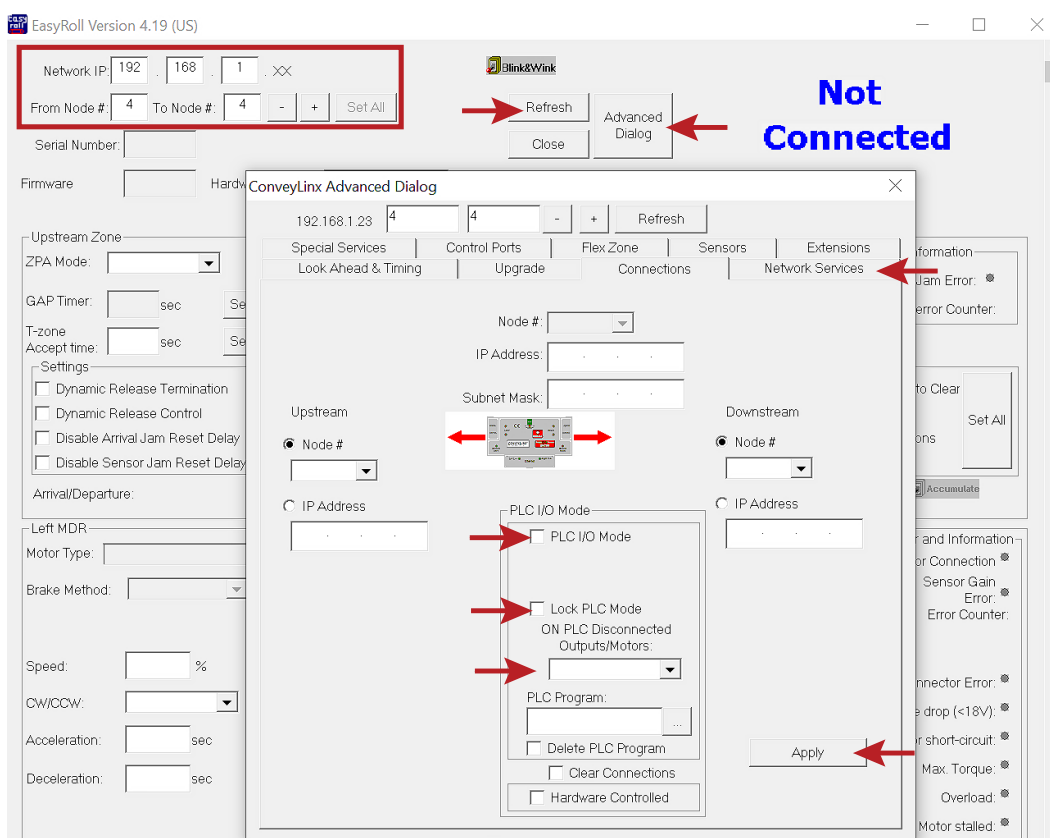 EasyRoll Version 4.19 (US)
Network IP: 192 . 168 . 1 . XX
Blink&Wink
From Node #: 4 To Node #: 4 - + Set All
Refresh
Advanced Dialog
Close
Not
Connected
Serial Number:
Firmware
ConveyLinx Advanced Dialog
192.168.1.23 4 4 - + Refresh
Special Services Control Ports Flex Zone Sensors Extensions
Look Ahead & Timing Upgrade Connections Network Services
Upstream Zone
ZPA Mode:
GAP Timer: sec
T-zone
Accept time: sec
Settings
Dynamic Release Termination
Dynamic Release Control
Disable Arrival Jam Reset Delay
Disable Sensor Jam Reset Delay
Arrival/Departure:
Left MDR
Motor Type:
Brake Method:
Speed: %
CW/CCW:
Acceleration: sec
Deceleration: sec
Node #:
IP Address:
Subnet Mask:
Upstream
Node #
IP Address
Downstream
Node #
IP Address
PLC I/O Mode
PLC I/O Mode
Lock PLC Mode
ON PLC Disconnected
Outputs/Motors:
PLC Program:
...
Delete PLC Program
Clear Connections
Hardware Controlled
Apply
Jam Error:
error Counter:
to Clear
Set All
Accumulate
and Information
Connection
Sensor Gain
Error:
Error Counter:
Error:
drop (<18V):
short-circuit:
Max. Torque:
Overload:
Motor stalled: